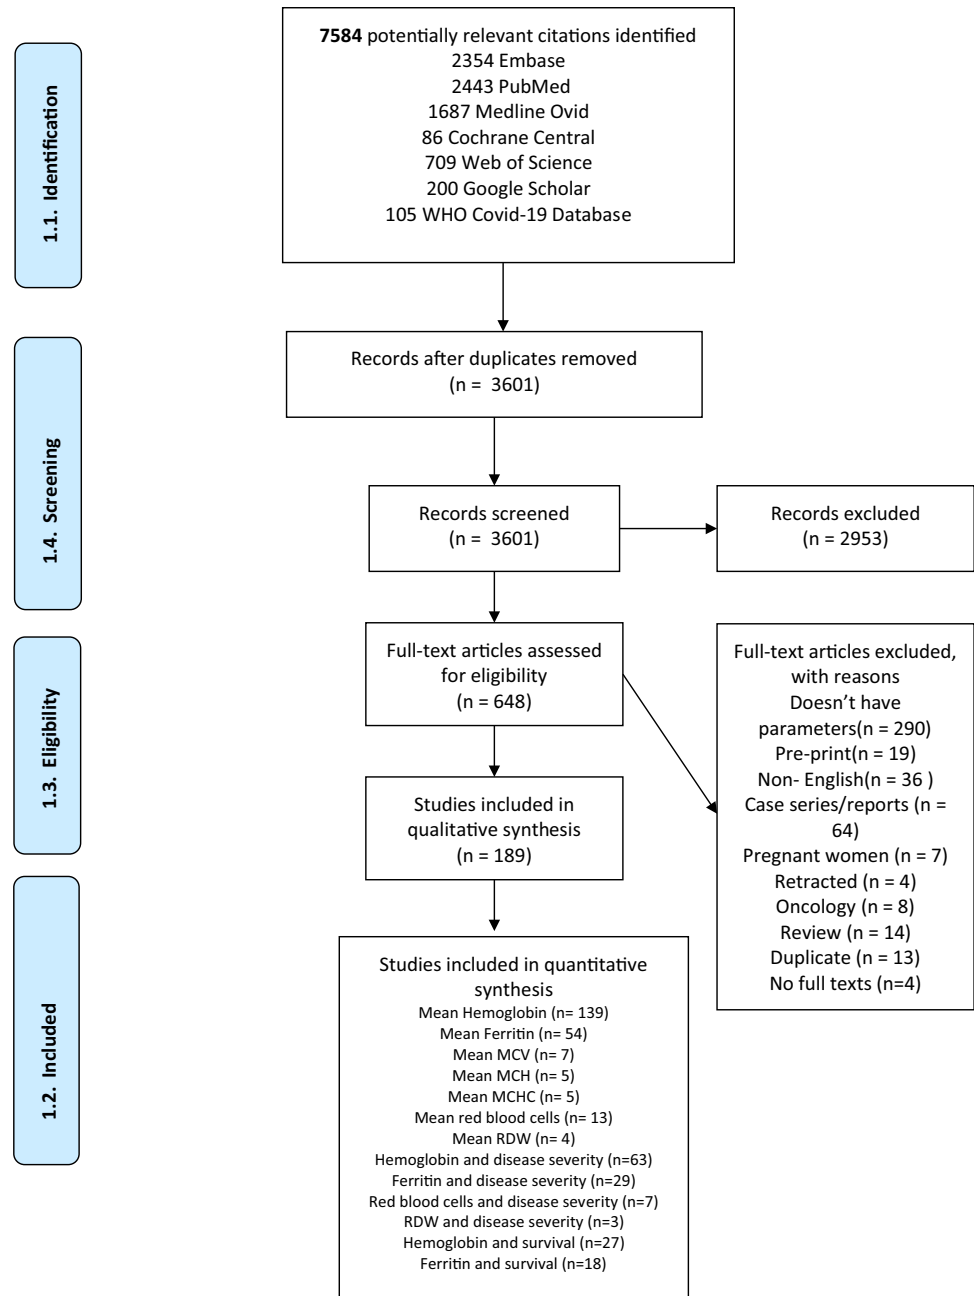 7584 potentially relevant citations identified
2354 Embase
2443 PubMed
1687 Medline Ovid
86 Cochrane Central
709 Web of Science
200 Google Scholar
105 WHO Covid-19 Database
1.1. Identification
Records after duplicates removed
(n = 3601)
1.4. Screening
Records screened
(n = 3601)
Records excluded
(n = 2953)
1.3. Eligibility
Full-text articles assessed
for eligibility
(n = 648)
Full-text articles excluded,
with reasons
Doesn't have
parameters(n = 290)
Pre-print(n = 19)
Non- English(n = 36 )
Case series/reports (n =
64)
Pregnant women (n = 7)
Retracted (n = 4)
Oncology (n = 8)
Review (n = 14)
Duplicate (n = 13)
No full texts (n=4)
Studies included in
qualitative synthesis
(n = 189)
1.2. Included
Studies included in quantitative
synthesis
Mean Hemoglobin (n= 139)
Mean Ferritin (n= 54)
Mean MCV (n= 7)
Mean MCH (n= 5)
Mean MCHC (n= 5)
Mean red blood cells (n= 13)
Mean RDW (n= 4)
Hemoglobin and disease severity (n=63)
Ferritin and disease severity (n=29)
Red blood cells and disease severity (n=7)
RDW and disease severity (n=3)
Hemoglobin and survival (n=27)
Ferritin and survival (n=18)